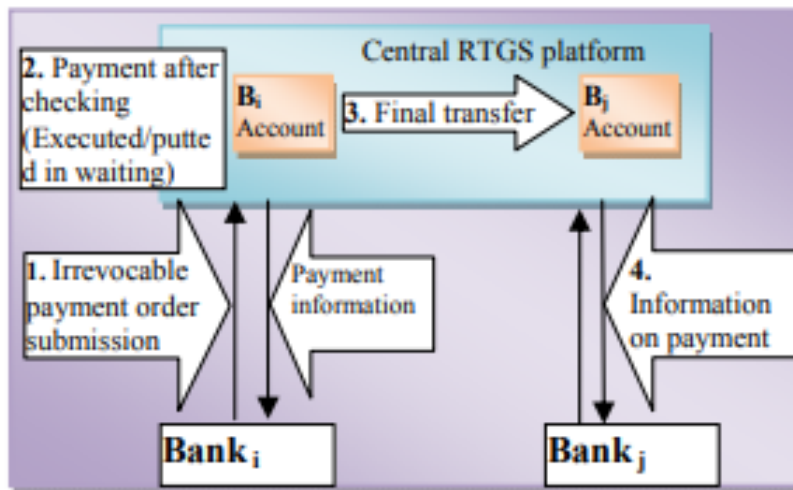 Central RTGS platform
2. Payment after
checking
(Executed/putte
d in waiting)
Bi
Account
3. Final transfer
Bj
Account
1. Irrevocable
payment order
submission
Payment
information
4.
Information
on payment
Bank i
Bank j